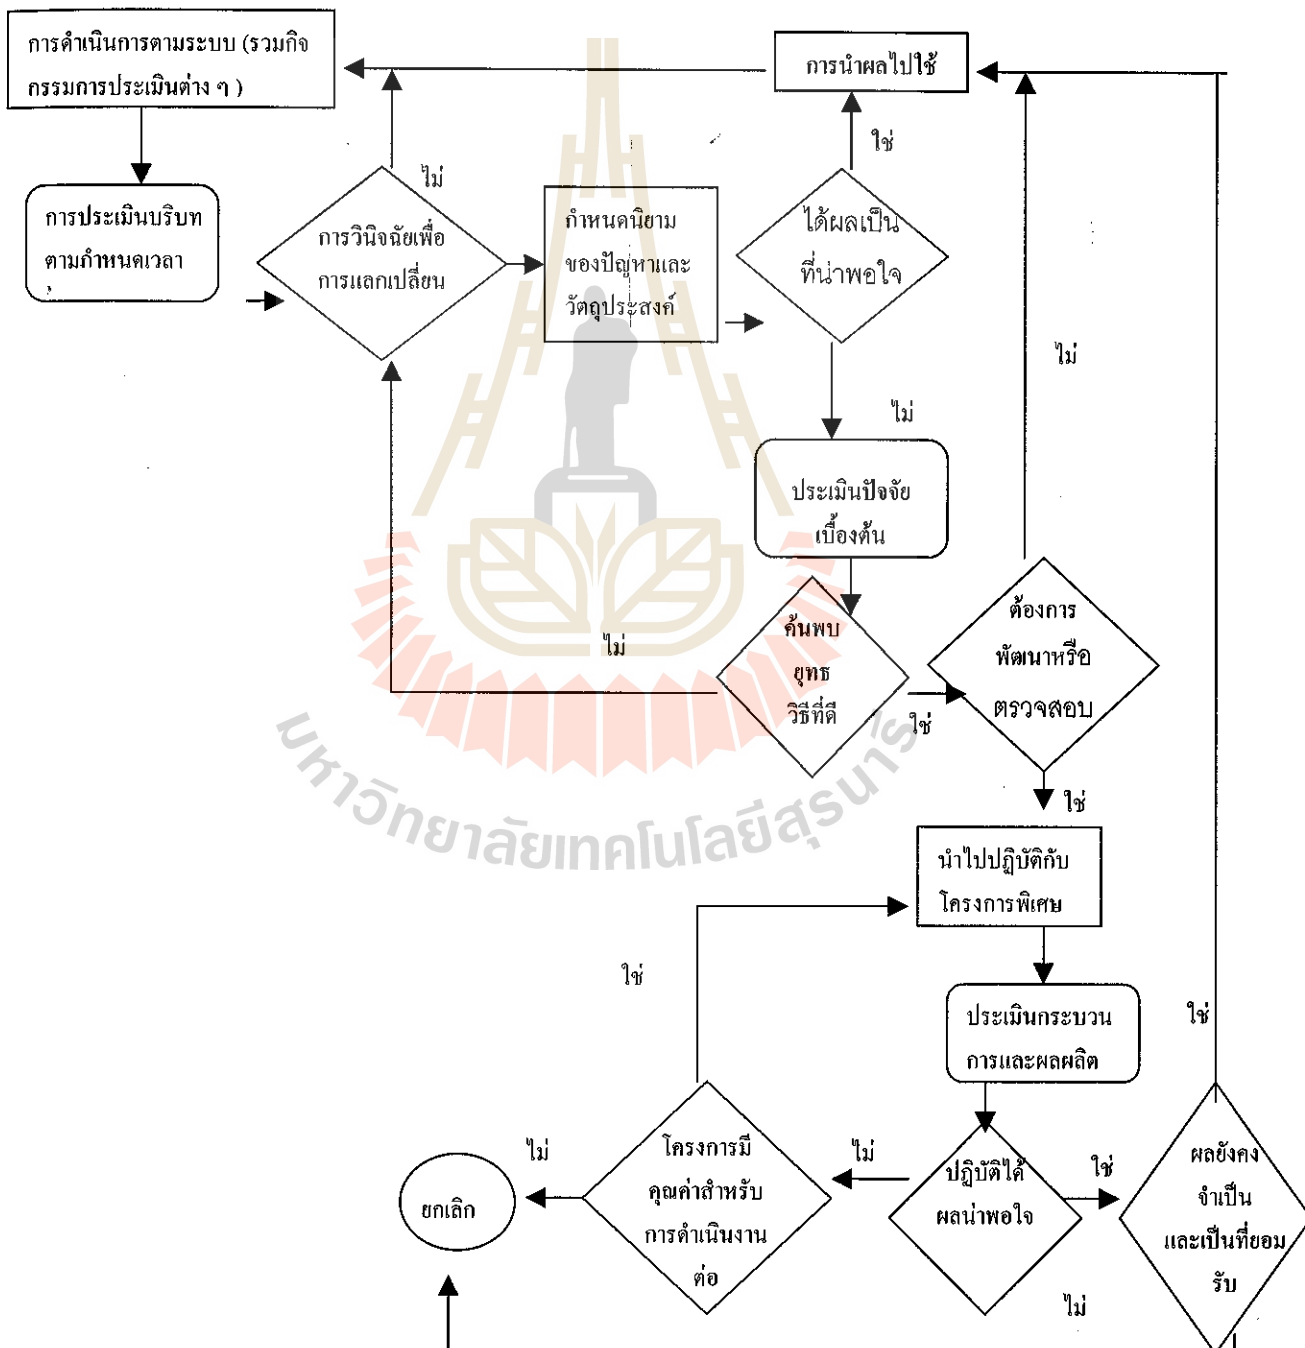 การดำเนินการตามระบบ (รวมกิจ
กรรมการประเมินต่าง ๆ )
การนำผลไปใช้
ใช่
ไม่
การประเมินบริบท
ตามกำหนดเวลา
การวินิจฉัยเพื่อ
การแลกเปลี่ยน
กำหนดนิยาม
ของปัญหาและ
วัตถุประสงค์
ได้ผลเป็น
ที่น่าพอใจ
ไม่
ไม่
ประเมินปัจจัย
เบื้องต้น
ค้นพบ
ยุทธ
วิธีที่ดี
ไม่
ใช่
ต้องการ
พัฒนาหรือ
ตรวจสอบ
ใช่
มหาวิทยาลัยเทคโนโลยีสุรนารี
นำไปปฏิบัติกับ
โครงการพิเศษ
ใช่
ประเมินกระบวน
การและผลผลิต
ใช่
โครงการมี
คุณค่าสำหรับ
การดำเนินงาน
ต่อ
ไม่
ยกเลิก
ไม่
ปฏิบัติได้
ผลน่าพอใจ
ใช่
ผลยังคง
จำเป็น
และเป็นที่ยอม
รับ
ไม่